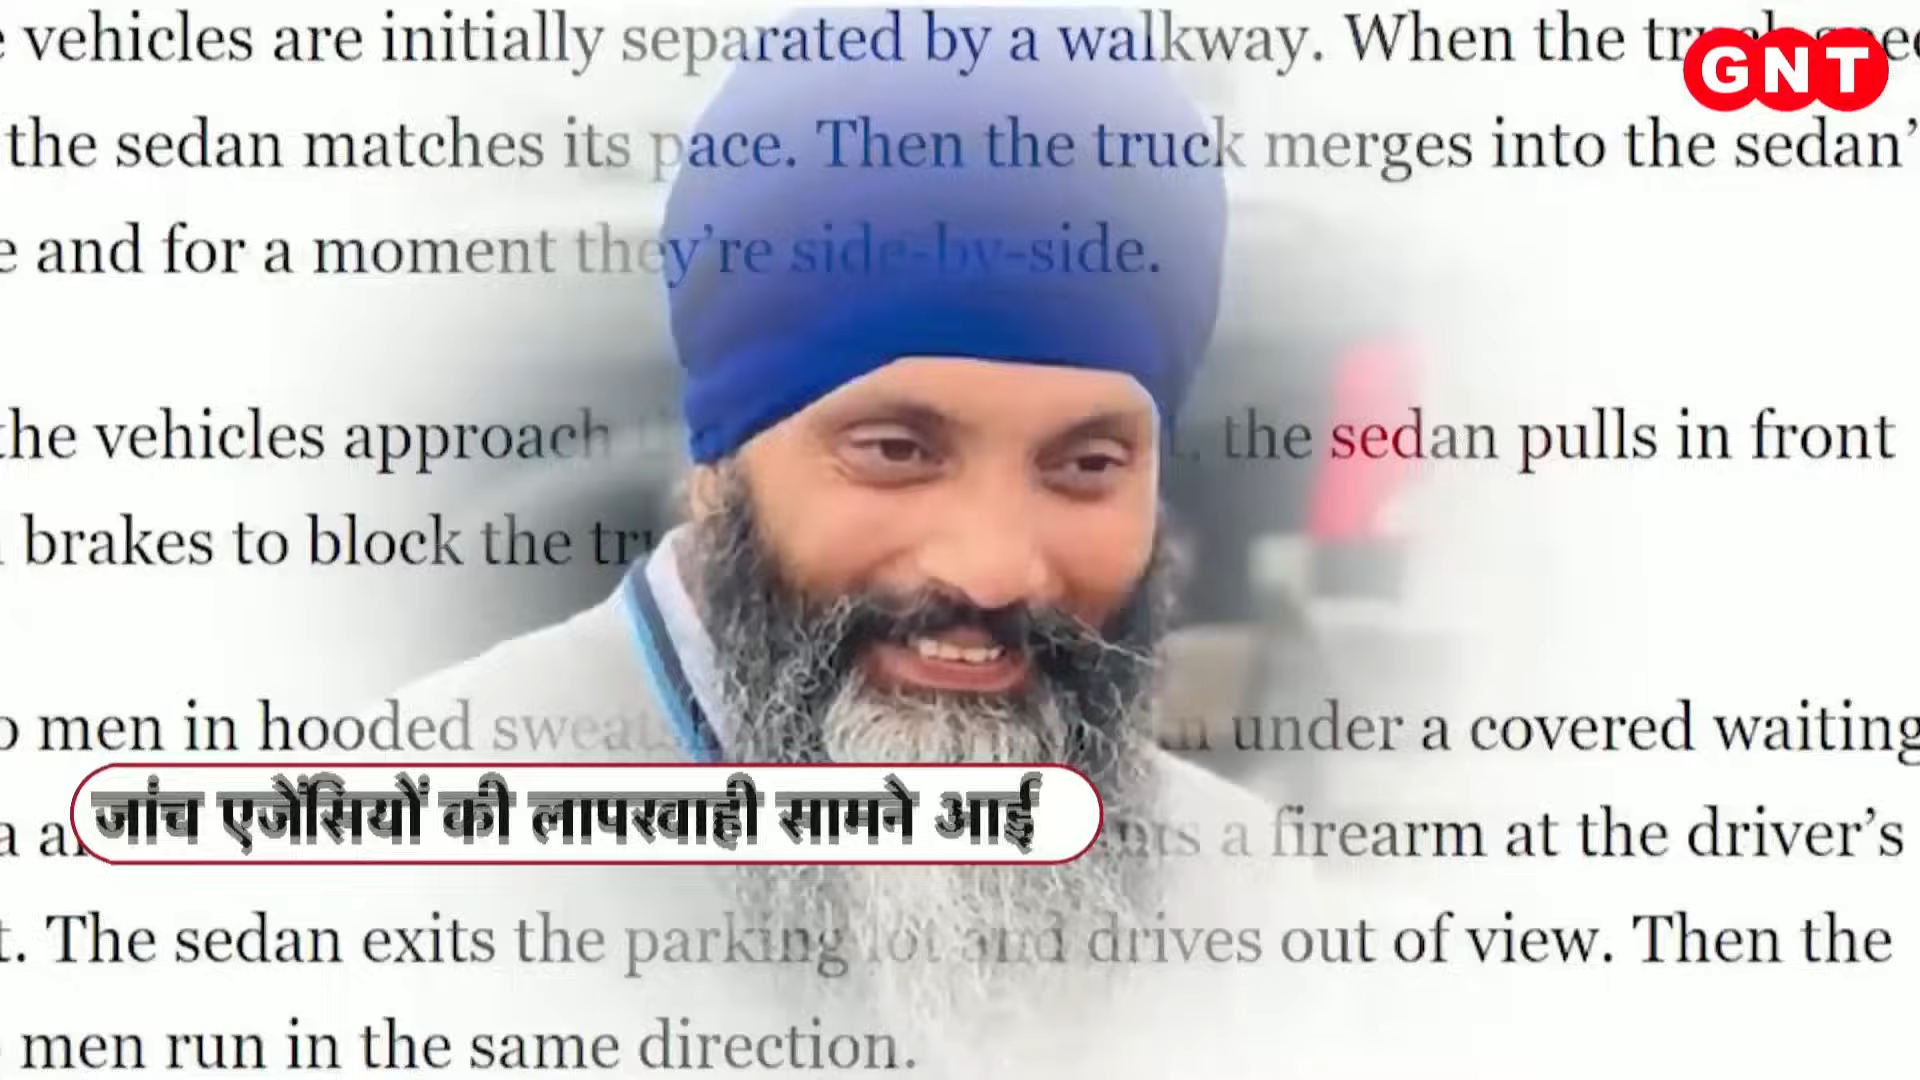 vehicles are initially separated by a walkway. When the
GNT
the sedan matches its pace. Then the truck merges into the sedan’
and for a moment they’re side-by-side.
the vehicles approach the sedan pulls in front
brakes to block the
men in hooded under a covered waiting
a
जांच एजेंसियों की लापरवाही सामने आई
a firearm at the driver’s
t. The sedan exits the parking lot and drives out of view. Then the
men run in the same direction.